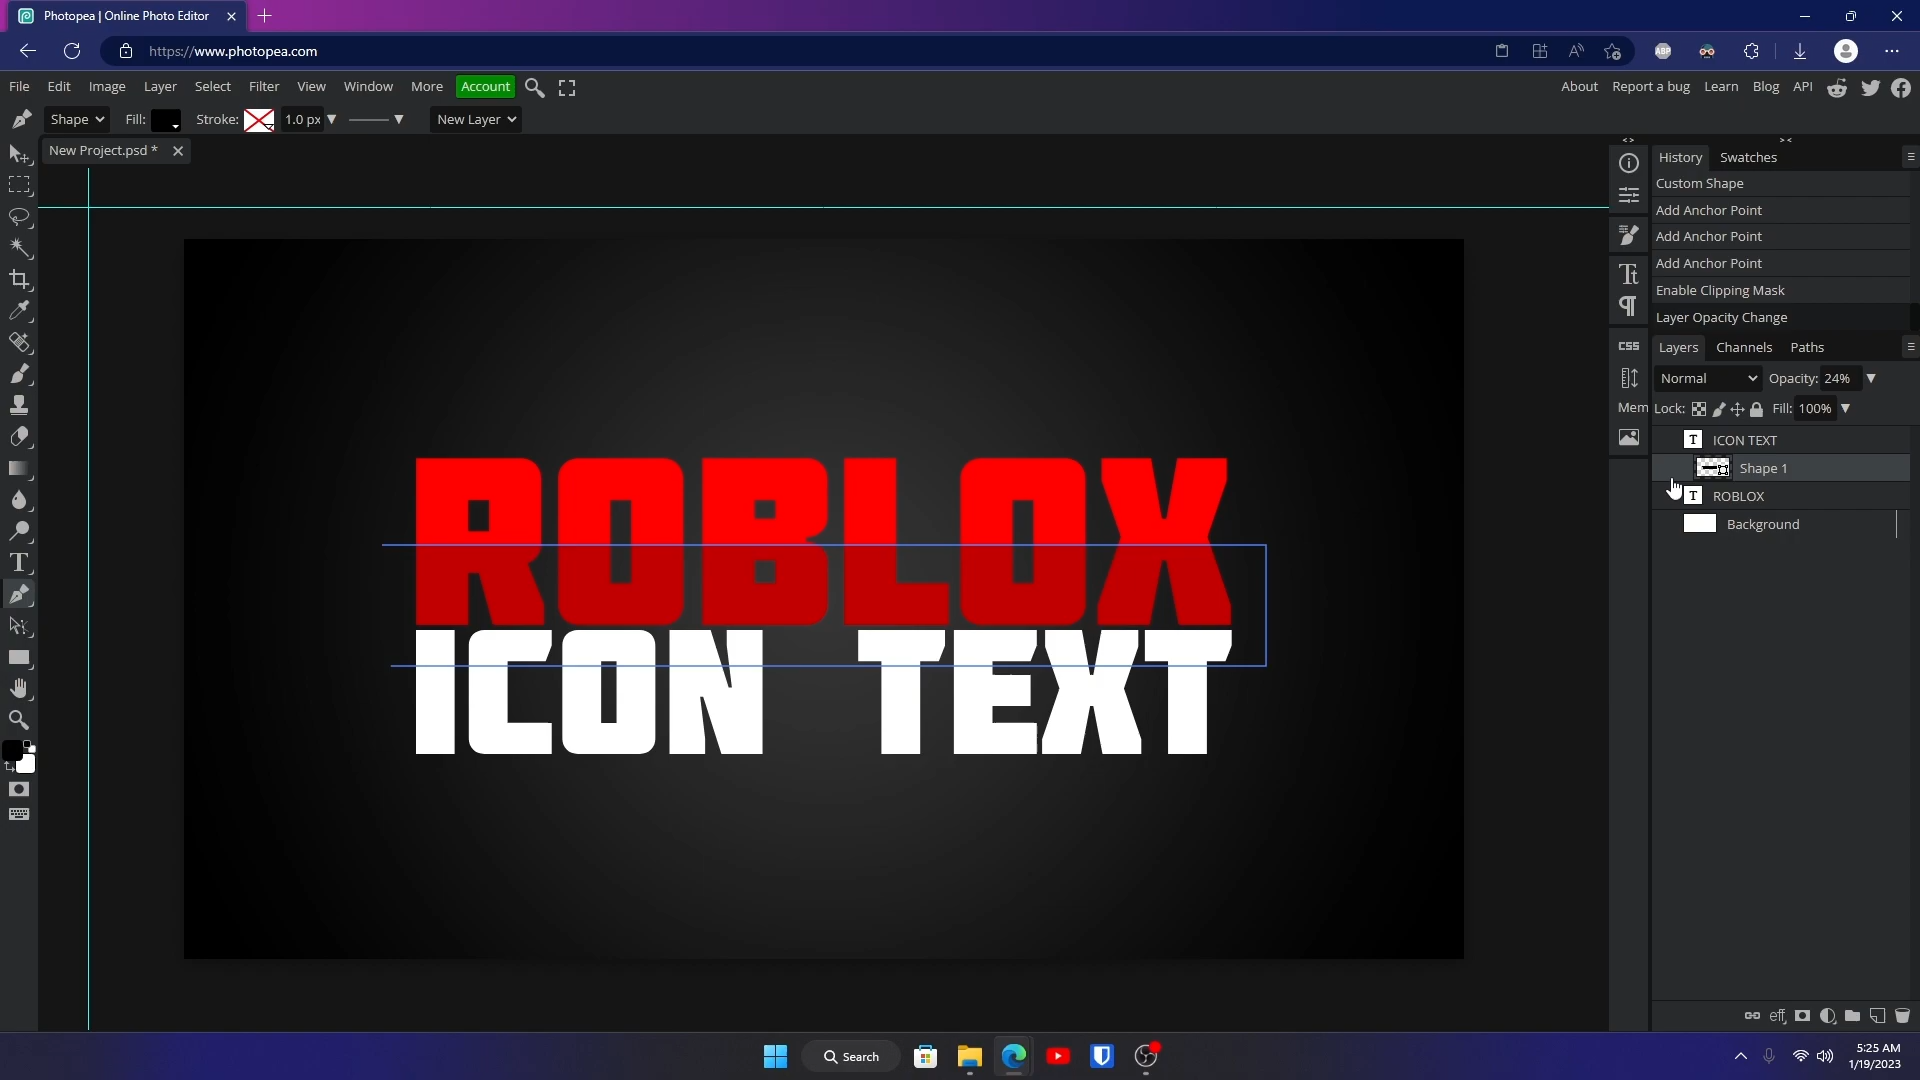 Photopea | Online Photo Editor
https://www.photopea.com
File Edit Image Layer Select Filter View Window More Account
About Report a bug Learn Blog API
Shape Fill: Stroke: 1.0 px New Layer
New Project.psd *
History Swatches
Custom Shape
Add Anchor Point
Add Anchor Point
Add Anchor Point
Enable Clipping Mask
Layer Opacity Change
CSS
Layers Channels Paths
Normal Opacity: 24%
Mem
Lock: Fill: 100%
T ICON TEXT
Shape 1
T ROBLOX
Background
ROBLOX
ICON TEXT
eff
Search
5:25 AM
1/19/2023